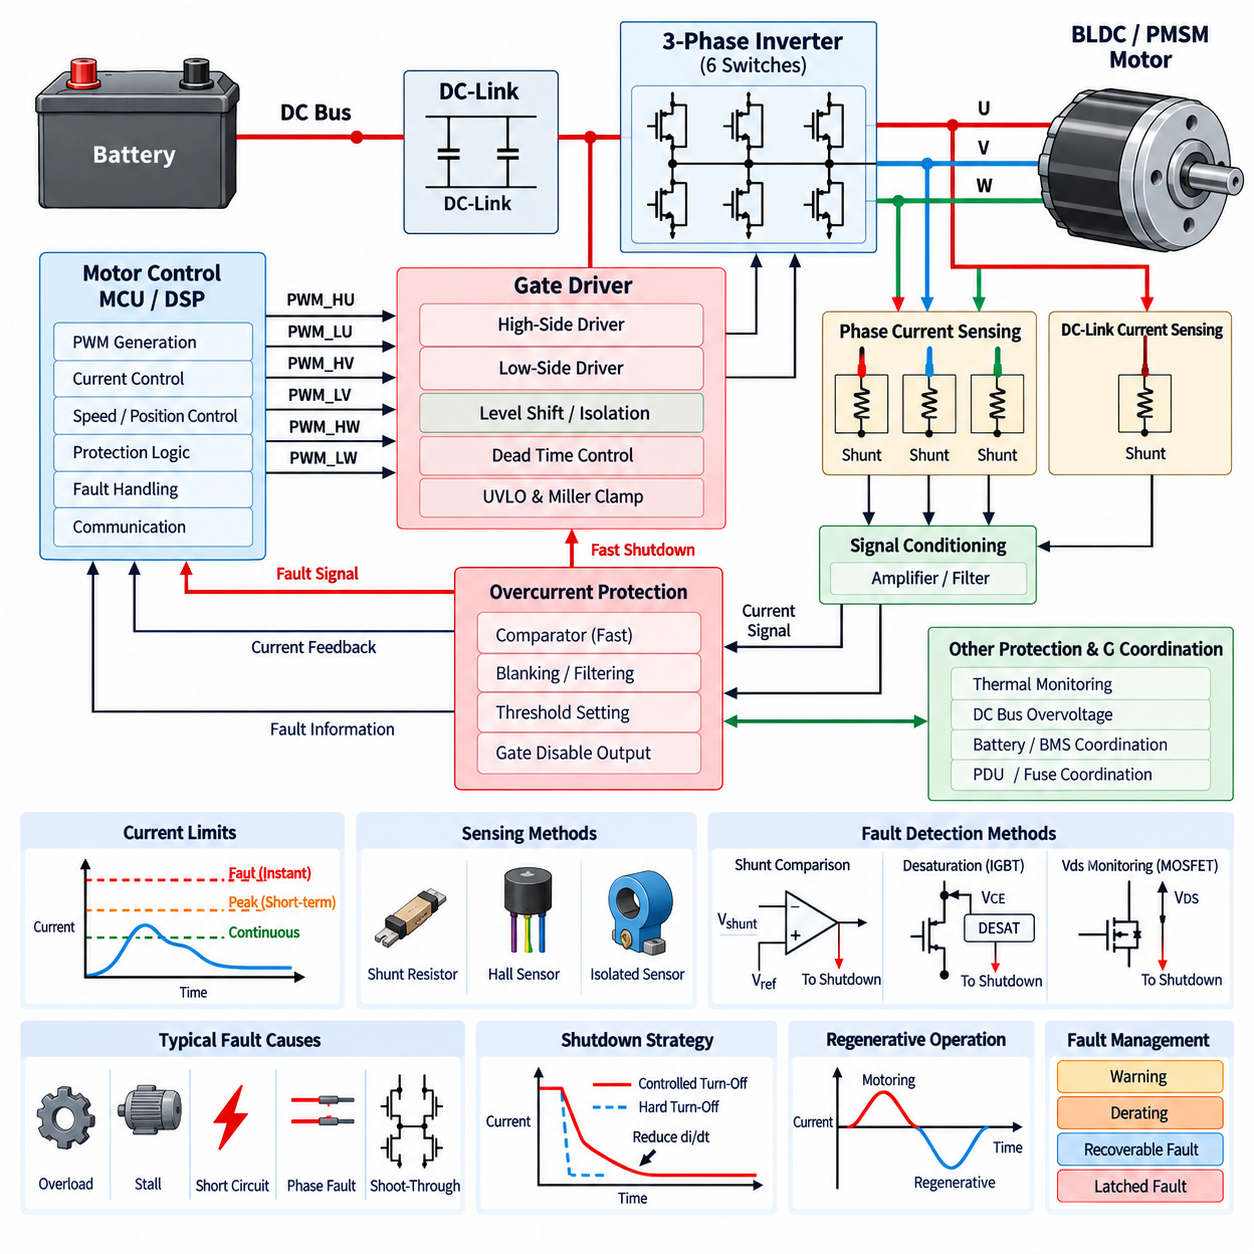 3-Phase Inverter
(6 Switches)
BLDC / PMSM
Motor
DC Bus
DC-Link
DC-Link
Battery
U
V
W
Motor Control
MCU / DSP
PWM Generation
Current Control
Speed / Position Control
Protection Logic
Fault Handling
Communication
PWM_HU
PWM_LU
PWM_HV
PWM_LV
PWM_HW
PWM_LW
Gate Driver
High-Side Driver
Low-Side Driver
Level Shift / Isolation
Dead Time Control
UVLO & Miller Clamp
Phase Current Sensing
Shunt
Shunt
Shunt
DC-Link Current Sensing
Shunt
Signal Conditioning
Amplifier / Filter
Fast Shutdown
Fault Signal
Current Feedback
Fault Information
Overcurrent Protection
Comparator (Fast)
Blanking / Filtering
Threshold Setting
Gate Disable Output
Current
Signal
Other Protection & G Coordination
Thermal Monitoring
DC Bus Overvoltage
Battery / BMS Coordination
PDU / Fuse Coordination
Current Limits
Faut (Instant)
Peak (Short-term)
Continuous
Current
Time
Sensing Methods
Shunt Resistor
Hall Sensor
Isolated Sensor
Fault Detection Methods
Shunt Comparison
Vshunt
−
+
Vref
To Shutdown
Desaturation (IGBT)
VCE
DESAT
To Shutdown
Vds Monitoring (MOSFET)
VDS
To Shutdown
Typical Fault Causes
Overload
Stall
Short Circuit
Phase Fault
Shoot-Through
Shutdown Strategy
Controlled Turn-Off
Hard Turn-Off
Reduce di/dt
Current
Time
Regenerative Operation
Motoring
Current
Time
Regenerative
Fault Management
Warning
Derating
Recoverable Fault
Latched Fault